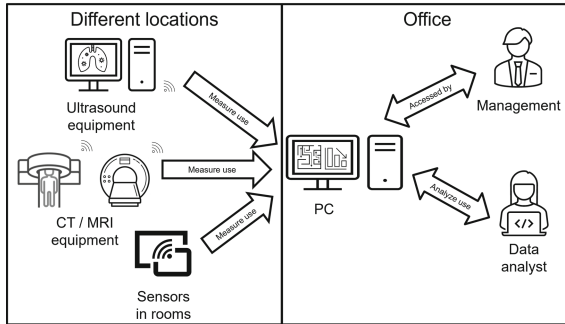 Different locations
Office
Ultrasound
equipment
Measure use
CT / MRI
equipment
Measure use
Sensors
in rooms
Measure use
PC
Accessed by
Management
Analyze use
</>
Data
analyst